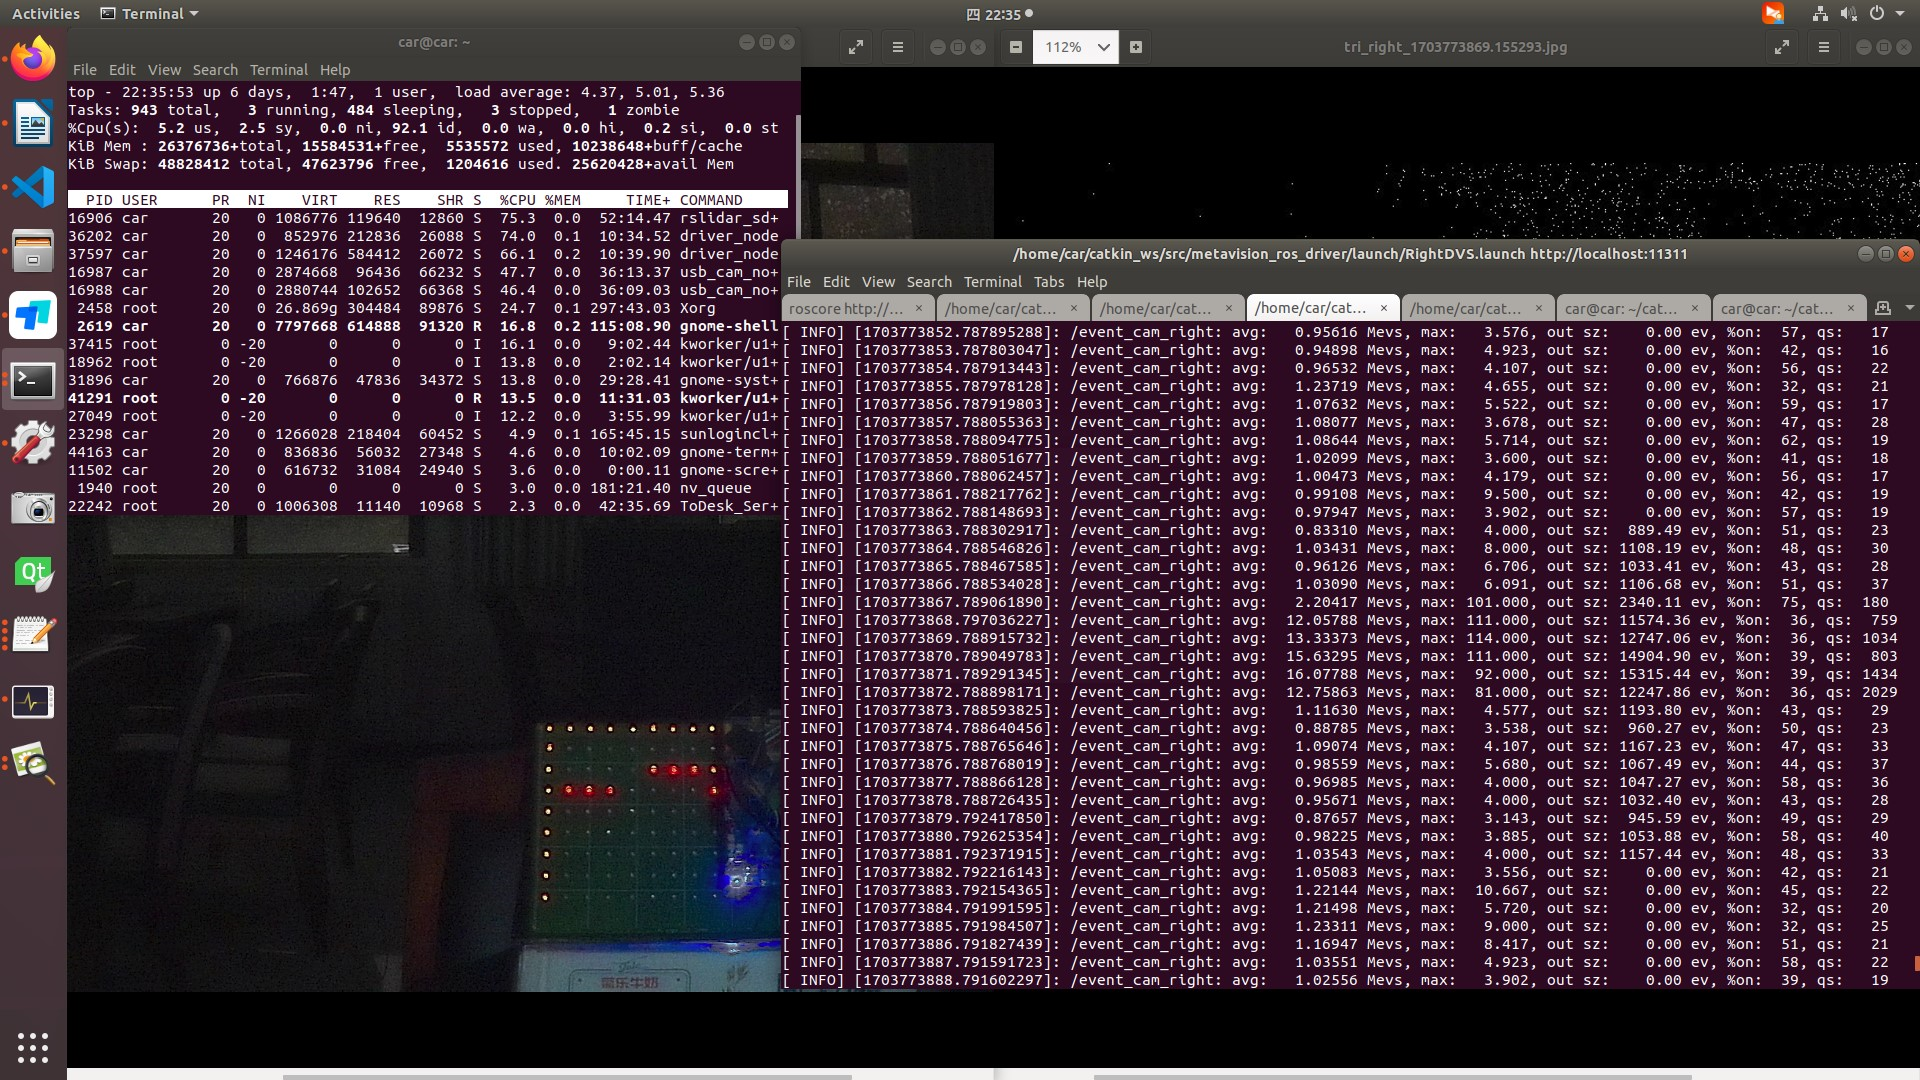 Activities Terminal 四 22:35
car@car: ~
112% tri_right_1703773869.155293.jpg
File Edit View Search Terminal Help
top - 22:35:53 up 6 days,  1:47,  1 user,  load average: 4.37, 5.01, 5.36
Tasks: 943 total,   3 running, 484 sleeping,   3 stopped,   1 zombie
%Cpu(s):  5.2 us,  2.5 sy,  0.0 ni, 92.1 id,  0.0 wa,  0.0 hi,  0.2 si,  0.0 st
KiB Mem : 26376736+total, 15584531+free,  5535572 used, 10238648+buff/cache
KiB Swap: 48828412 total, 47623796 free,  1204616 used. 25620428+avail Mem
PID USER PR NI VIRT RES SHR S %CPU %MEM TIME+ COMMAND
16906 car 20 0 1086776 119640 12860 S 75.3 0.0 52:14.47 rslidar_sd+
36202 car 20 0 852976 212836 26088 S 74.0 0.1 10:34.52 driver_node
37597 car 20 0 1246176 584412 26072 S 66.1 0.2 10:39.90 driver_node
16987 car 20 0 2874668 96436 66232 S 47.7 0.0 36:13.37 usb_cam_no+
16988 car 20 0 2880744 102652 66368 S 46.4 0.0 36:09.03 usb_cam_no+
2458 root 20 0 26.869g 304484 89876 S 24.7 0.1 297:43.03 Xorg
2619 car 20 0 7797668 614888 91320 R 16.8 0.2 115:08.90 gnome-shell
37415 root 0 -20 0 0 0 I 16.1 0.0 9:02.44 kworker/u1+
18962 root 0 -20 0 0 0 I 13.8 0.0 2:02.14 kworker/u1+
31896 car 20 0 766876 47836 34372 S 13.8 0.0 29:28.41 gnome-syst+
41291 root 0 -20 0 0 0 R 13.5 0.0 11:31.03 kworker/u1+
27049 root 0 -20 0 0 0 I 12.2 0.0 3:55.99 kworker/u1+
23298 car 20 0 1266028 218404 60452 S 4.9 0.1 165:45.15 sunlogincl+
44163 car 20 0 836836 56032 27348 S 4.6 0.0 10:02.09 gnome-term+
11502 car 20 0 616732 31084 24940 S 3.6 0.0 0:00.11 gnome-scre+
1940 root 20 0 0 0 0 S 3.0 0.0 181:21.40 nv_queue
22242 root 20 0 1006308 11140 10968 S 2.3 0.0 42:35.69 ToDesk_Ser+
/home/car/catkin_ws/src/metavision_ros_driver/launch/RightDVS.launch http://localhost:11311
File Edit View Search Terminal Tabs Help
roscore http://... /home/car/cat... /home/car/cat... /home/car/cat... /home/car/cat... car@car: ~/cat... car@car: ~/cat...
[ INFO] [1703773852.787895288]: /event_cam_right: avg: 0.95616 Mevs, max: 3.576, out sz: 0.00 ev, %on: 57, qs: 17
[ INFO] [1703773853.787803047]: /event_cam_right: avg: 0.94898 Mevs, max: 4.923, out sz: 0.00 ev, %on: 42, qs: 16
[ INFO] [1703773854.787913443]: /event_cam_right: avg: 0.96532 Mevs, max: 4.107, out sz: 0.00 ev, %on: 56, qs: 22
[ INFO] [1703773855.787978128]: /event_cam_right: avg: 1.23719 Mevs, max: 4.655, out sz: 0.00 ev, %on: 32, qs: 21
[ INFO] [1703773856.787919803]: /event_cam_right: avg: 1.07632 Mevs, max: 5.522, out sz: 0.00 ev, %on: 59, qs: 17
[ INFO] [1703773857.788055363]: /event_cam_right: avg: 1.08077 Mevs, max: 3.678, out sz: 0.00 ev, %on: 47, qs: 28
[ INFO] [1703773858.788094775]: /event_cam_right: avg: 1.08644 Mevs, max: 5.714, out sz: 0.00 ev, %on: 62, qs: 19
[ INFO] [1703773859.788051677]: /event_cam_right: avg: 1.02099 Mevs, max: 3.600, out sz: 0.00 ev, %on: 41, qs: 18
[ INFO] [1703773860.788062457]: /event_cam_right: avg: 1.00473 Mevs, max: 4.179, out sz: 0.00 ev, %on: 56, qs: 17
[ INFO] [1703773861.788217762]: /event_cam_right: avg: 0.99108 Mevs, max: 9.500, out sz: 0.00 ev, %on: 42, qs: 19
[ INFO] [1703773862.788148693]: /event_cam_right: avg: 0.97947 Mevs, max: 3.902, out sz: 0.00 ev, %on: 57, qs: 19
[ INFO] [1703773863.788302917]: /event_cam_right: avg: 0.83310 Mevs, max: 4.000, out sz: 889.49 ev, %on: 51, qs: 23
[ INFO] [1703773864.788546826]: /event_cam_right: avg: 1.03431 Mevs, max: 8.000, out sz: 1108.19 ev, %on: 48, qs: 30
[ INFO] [1703773865.788467585]: /event_cam_right: avg: 0.96126 Mevs, max: 6.706, out sz: 1033.41 ev, %on: 43, qs: 28
[ INFO] [1703773866.788534028]: /event_cam_right: avg: 1.03090 Mevs, max: 6.091, out sz: 1106.68 ev, %on: 51, qs: 37
[ INFO] [1703773867.789061890]: /event_cam_right: avg: 2.20417 Mevs, max: 101.000, out sz: 2340.11 ev, %on: 75, qs: 180
[ INFO] [1703773868.797036227]: /event_cam_right: avg: 12.05788 Mevs, max: 111.000, out sz: 11574.36 ev, %on: 36, qs: 759
[ INFO] [1703773869.788915732]: /event_cam_right: avg: 13.33373 Mevs, max: 114.000, out sz: 12747.06 ev, %on: 36, qs: 1034
[ INFO] [1703773870.789049783]: /event_cam_right: avg: 15.63295 Mevs, max: 111.000, out sz: 14904.90 ev, %on: 39, qs: 803
[ INFO] [1703773871.789291345]: /event_cam_right: avg: 16.07788 Mevs, max: 92.000, out sz: 15315.44 ev, %on: 39, qs: 1434
[ INFO] [1703773872.788898171]: /event_cam_right: avg: 12.75863 Mevs, max: 81.000, out sz: 12247.86 ev, %on: 36, qs: 2029
[ INFO] [1703773873.788593825]: /event_cam_right: avg: 1.11630 Mevs, max: 4.577, out sz: 1193.80 ev, %on: 43, qs: 29
[ INFO] [1703773874.788640456]: /event_cam_right: avg: 0.88785 Mevs, max: 3.538, out sz: 960.27 ev, %on: 50, qs: 23
[ INFO] [1703773875.788765646]: /event_cam_right: avg: 1.09074 Mevs, max: 4.107, out sz: 1167.23 ev, %on: 47, qs: 33
[ INFO] [1703773876.788768019]: /event_cam_right: avg: 0.98559 Mevs, max: 5.680, out sz: 1067.49 ev, %on: 44, qs: 37
[ INFO] [1703773877.788866128]: /event_cam_right: avg: 0.96985 Mevs, max: 4.000, out sz: 1047.27 ev, %on: 58, qs: 36
[ INFO] [1703773878.788726435]: /event_cam_right: avg: 0.95671 Mevs, max: 4.000, out sz: 1032.40 ev, %on: 43, qs: 28
[ INFO] [1703773879.792417850]: /event_cam_right: avg: 0.87657 Mevs, max: 3.143, out sz: 945.59 ev, %on: 49, qs: 29
[ INFO] [1703773880.792625354]: /event_cam_right: avg: 0.98225 Mevs, max: 3.885, out sz: 1053.88 ev, %on: 58, qs: 40
[ INFO] [1703773881.792371915]: /event_cam_right: avg: 1.03543 Mevs, max: 4.000, out sz: 1157.44 ev, %on: 48, qs: 33
[ INFO] [1703773882.792216143]: /event_cam_right: avg: 1.05083 Mevs, max: 3.556, out sz: 0.00 ev, %on: 42, qs: 21
[ INFO] [1703773883.792154365]: /event_cam_right: avg: 1.22144 Mevs, max: 10.667, out sz: 0.00 ev, %on: 45, qs: 22
[ INFO] [1703773884.791991595]: /event_cam_right: avg: 1.21498 Mevs, max: 5.720, out sz: 0.00 ev, %on: 32, qs: 20
[ INFO] [1703773885.791984507]: /event_cam_right: avg: 1.23311 Mevs, max: 9.000, out sz: 0.00 ev, %on: 32, qs: 25
[ INFO] [1703773886.791827439]: /event_cam_right: avg: 1.16947 Mevs, max: 8.417, out sz: 0.00 ev, %on: 51, qs: 21
[ INFO] [1703773887.791591723]: /event_cam_right: avg: 1.03551 Mevs, max: 4.923, out sz: 0.00 ev, %on: 58, qs: 22
[ INFO] [1703773888.791602297]: /event_cam_right: avg: 1.02556 Mevs, max: 3.902, out sz: 0.00 ev, %on: 39, qs: 19
Qt